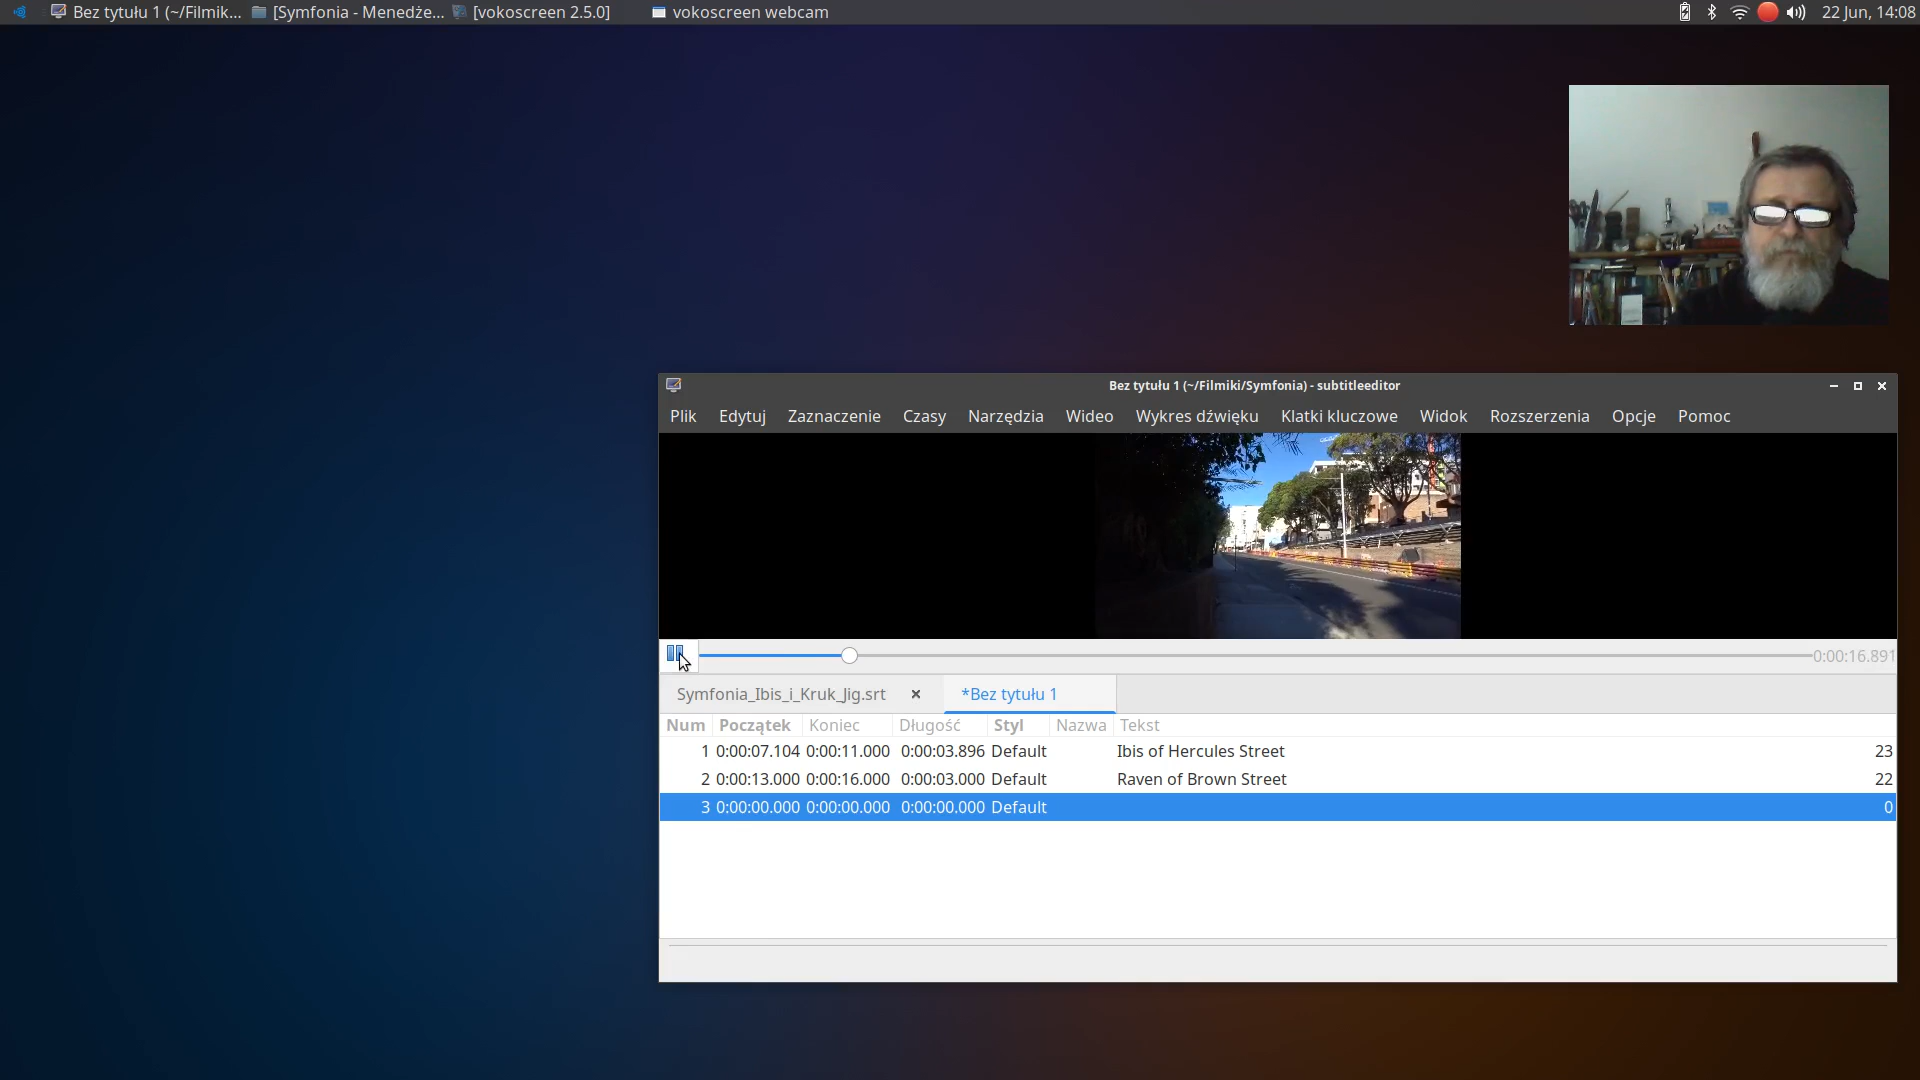 Bez tytułu 1 (~/Filmik... [Symfonia - Menedże... [vokoscreen 2.5.0] vokoscreen webcam 22 Jun, 14:08
Bez tytułu 1 (~/Filmiki/Symfonia) - subtitleeditor
Plik Edytuj Zaznaczenie Czasy Narzędzia Wideo Wykres dźwięku Klatki kluczowe Widok Rozszerzenia Opcje Pomoc
0:00:16.891
Symfonia_Ibis_i_Kruk_Jig.srt *Bez tytułu 1
Num Początek Koniec Długość Styl Nazwa Tekst
1 0:00:07.104 0:00:11.000 0:00:03.896 Default Ibis of Hercules Street 23
2 0:00:13.000 0:00:16.000 0:00:03.000 Default Raven of Brown Street 22
3 0:00:00.000 0:00:00.000 0:00:00.000 Default 0